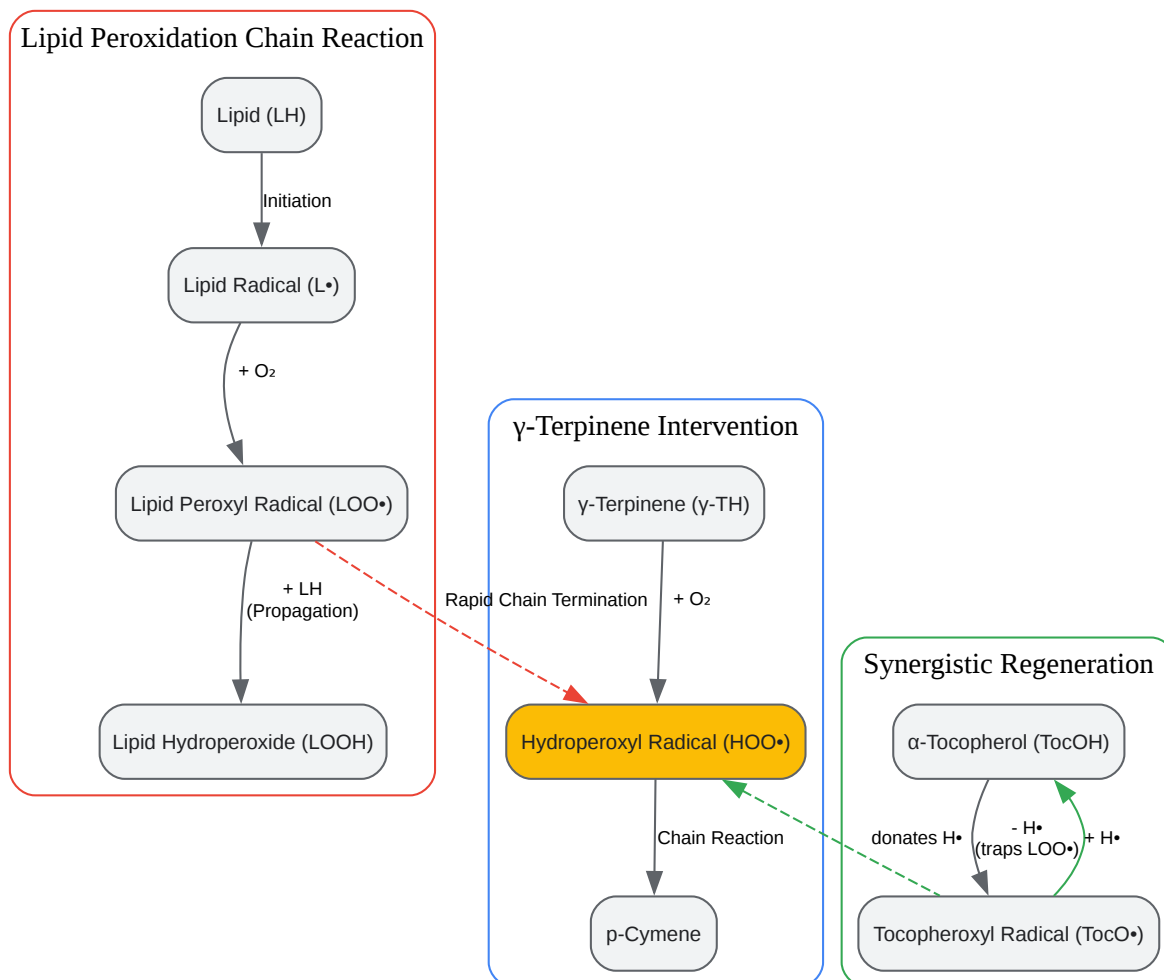 Lipid Peroxidation Chain Reaction
Lipid (LH)
Initiation
Lipid Radical (L•)
+ O₂
Lipid Peroxyl Radical (LOO•)
+ LH
(Propagation)
Lipid Hydroperoxide (LOOH)
Rapid Chain Termination
γ-Terpinene Intervention
γ-Terpinene (γ-TH)
+ O₂
Hydroperoxyl Radical (HOO•)
Chain Reaction
p-Cymene
Synergistic Regeneration
α-Tocopherol (TocOH)
donates H•
- H•
(traps LOO•)
+ H•
Tocopheroxyl Radical (TocO•)